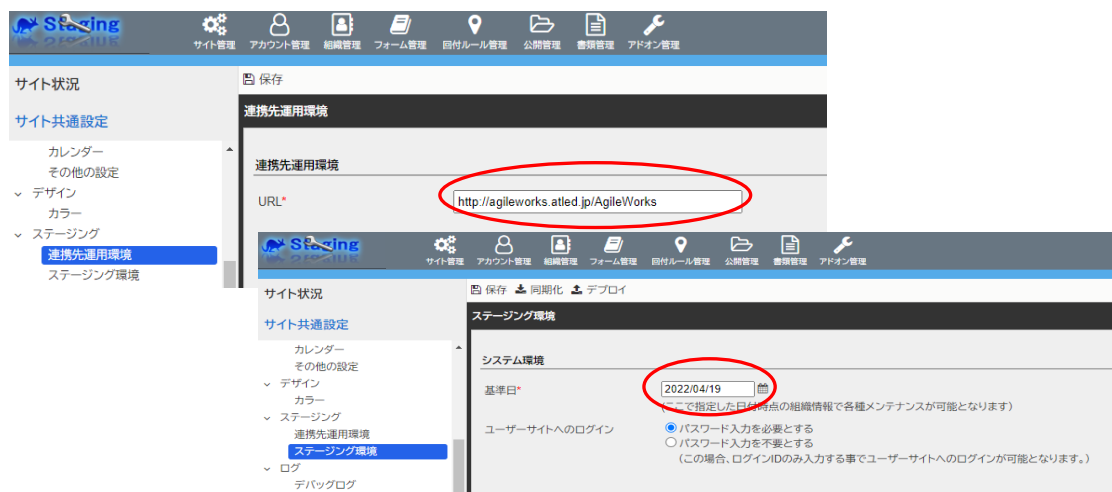 Staging
サイト管理 アカウント管理 組織管理 フォーム管理 回付ルール管理 公開管理 書類管理 アドオン管理
サイト状況
サイト共通設定
カレンダー
その他の設定
デザイン
カラー
ステージング
連携先運用環境
ステージング環境
保存
連携先運用環境
連携先運用環境
URL*
http://agileworks.atled.jp/AgileWorks
Staging
サイト管理 アカウント管理 組織管理 フォーム管理 回付ルール管理 公開管理 書類管理 アドオン管理
サイト状況
サイト共通設定
カレンダー
その他の設定
デザイン
カラー
ステージング
連携先運用環境
ステージング環境
ログ
デバッグログ
保存 同期化 デプロイ
ステージング環境
システム環境
基準日* 2022/04/19
(ここで指定した日付時点の組織情報で各種メンテナンスが可能となります)
ユーザーサイトへのログイン パスワード入力を必要とする
パスワード入力を不要とする
(この場合、ログインIDのみ入力する事でユーザーサイトへのログインが可能となります。)